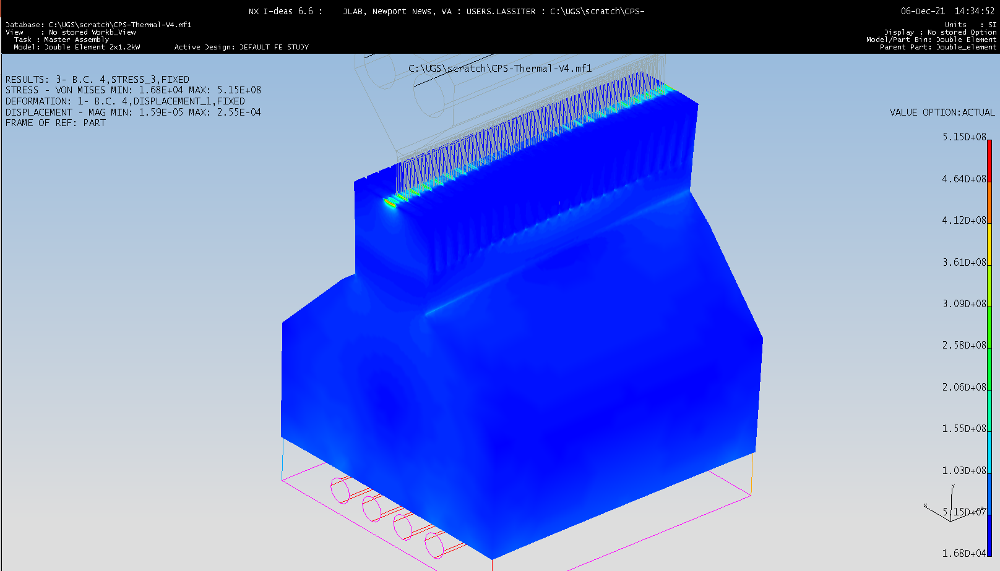 NX I-deas 6.6 :    JLAB, Newport News, VA : USERS.LASSITER : C:\UGS\scratch\CPS-
06-Dec-21  14:34:52
Database: C:\UGS\scratch\CPS-Thermal-V4.mf1
View    : No stored Workb_View
Task : Master Assembly
Model: Double Element 2x1.2kW        Active Design: DEFAULT FE STUDY
Units   : SI
Display : No stored Option
Model/Part Bin: Double Element
Parent Part: Double_element
C:\UGS\scratch\CPS-Thermal-V4.mf1
RESULTS: 3- B.C. 4,STRESS_3,FIXED
STRESS - VON MISES MIN: 1.68E+04 MAX: 5.15E+08
DEFORMATION: 1- B.C. 4,DISPLACEMENT_1,FIXED
DISPLACEMENT - MAG MIN: 1.59E-05 MAX: 2.55E-04
FRAME OF REF: PART
VALUE OPTION:ACTUAL
5.15D+08
4.64D+08
4.12D+08
3.61D+08
3.09D+08
2.58D+08
2.06D+08
1.55D+08
1.03D+08
Y
X
5.15D+07
1.68D+04